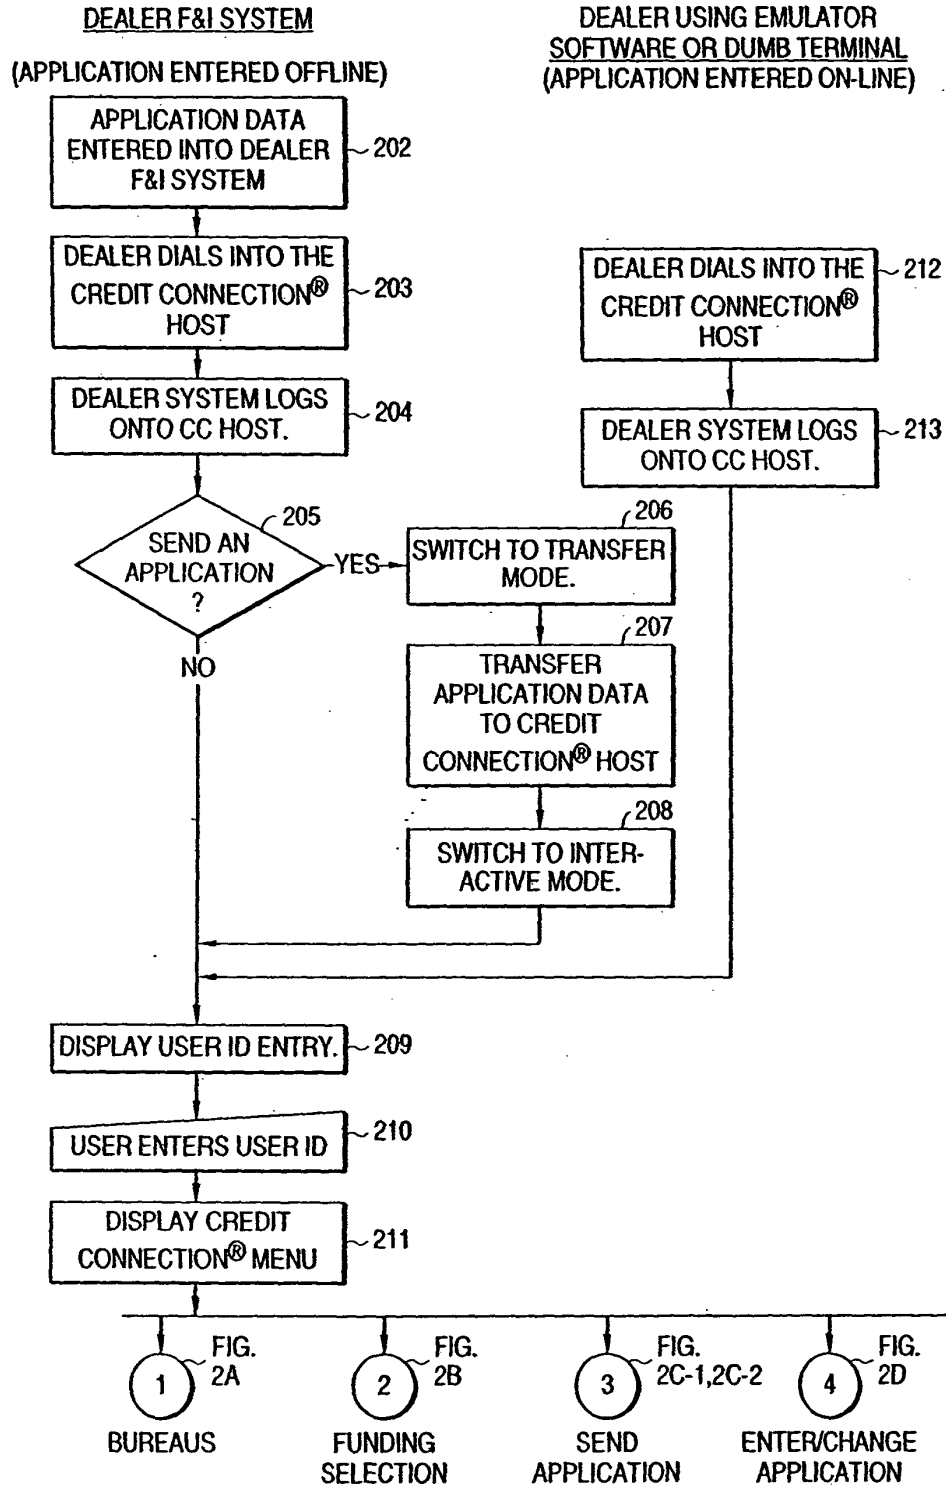 DEALER F&I SYSTEM
(APPLICATION ENTERED OFFLINE)
DEALER USING EMULATOR
SOFTWARE OR DUMB TERMINAL
(APPLICATION ENTERED ON-LINE)
APPLICATION DATA
ENTERED INTO DEALER
F&I SYSTEM
202
DEALER DIALS INTO THE
CREDIT CONNECTION®
HOST
203
DEALER DIALS INTO THE
CREDIT CONNECTION®
HOST
212
DEALER SYSTEM LOGS
ONTO CC HOST.
204
DEALER SYSTEM LOGS
ONTO CC HOST.
213
SEND AN
APPLICATION
?
205
YES
NO
SWITCH TO TRANSFER
MODE.
206
TRANSFER
APPLICATION DATA
TO CREDIT
CONNECTION® HOST
207
SWITCH TO INTER-
ACTIVE MODE.
208
DISPLAY USER ID ENTRY.
209
USER ENTERS USER ID
210
DISPLAY CREDIT
CONNECTION® MENU
211
1
FIG.
2A
BUREAUS
2
FIG.
2B
FUNDING
SELECTION
3
FIG.
2C-1,2C-2
SEND
APPLICATION
4
FIG.
2D
ENTER/CHANGE
APPLICATION